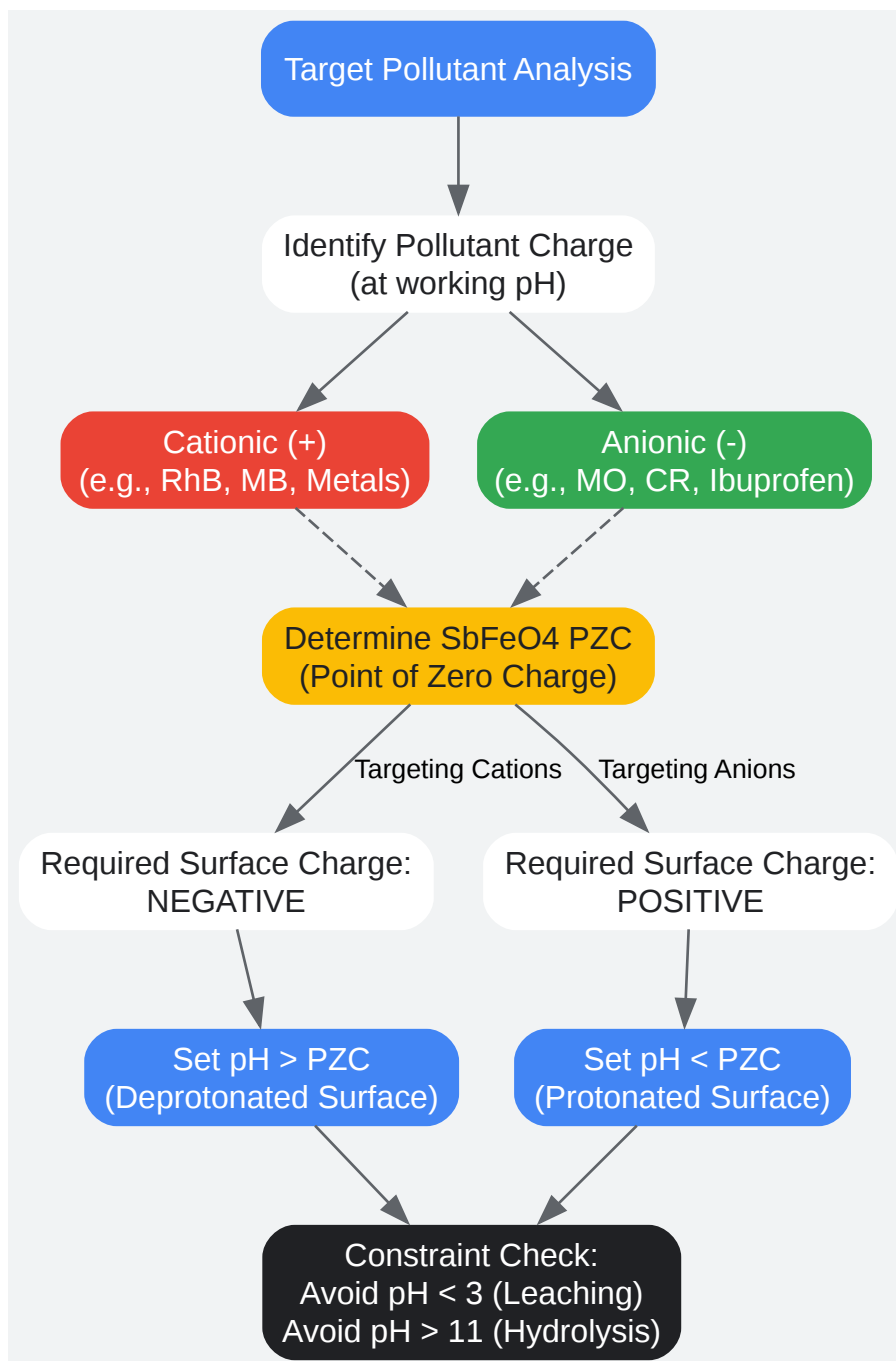 Target Pollutant Analysis
Identify Pollutant Charge
(at working pH)
Cationic (+)
(e.g., RhB, MB, Metals)
Anionic (-)
(e.g., MO, CR, Ibuprofen)
Determine SbFeO4 PZC
(Point of Zero Charge)
Targeting Cations
Targeting Anions
Required Surface Charge:
NEGATIVE
Required Surface Charge:
POSITIVE
Set pH > PZC
(Deprotonated Surface)
Set pH < PZC
(Protonated Surface)
Constraint Check:
Avoid pH < 3 (Leaching)
Avoid pH > 11 (Hydrolysis)